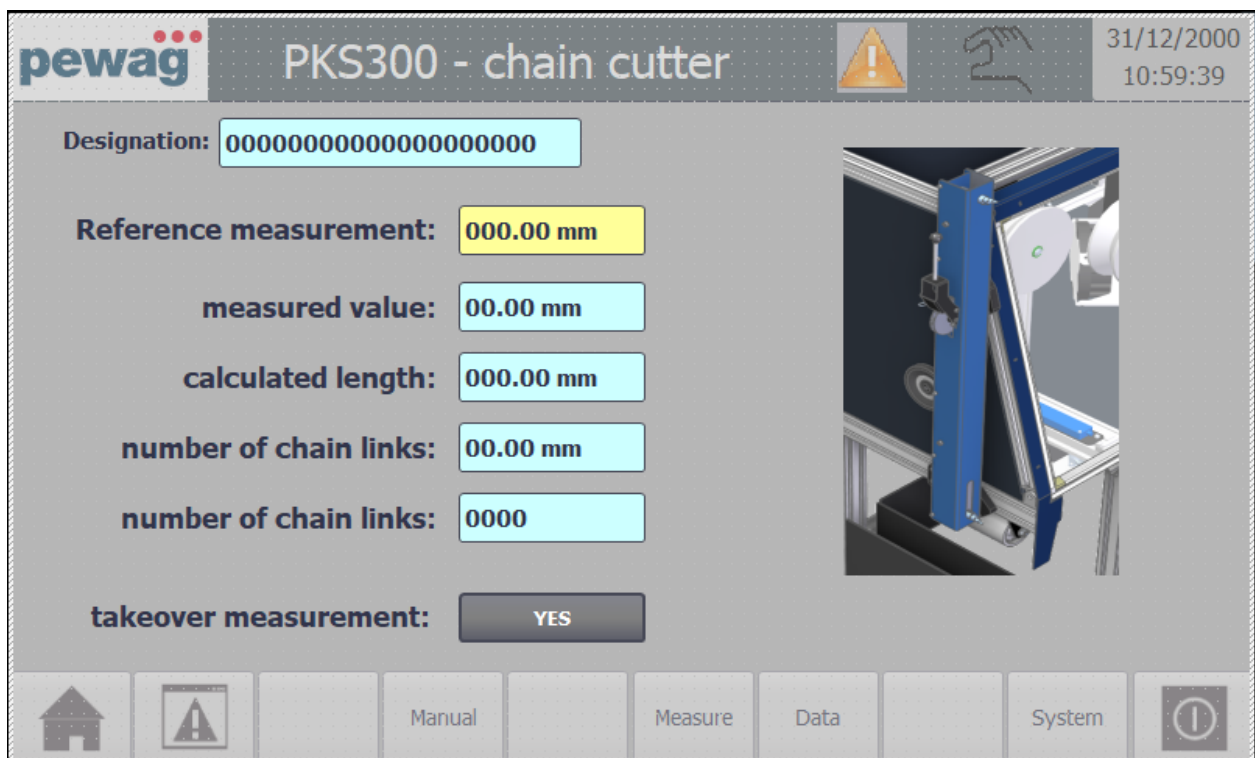 pewag
PKS300 - chain cutter
31/12/2000
10:59:39
Designation: 00000000000000000000
Reference measurement: 000.00 mm
measured value: 00.00 mm
calculated length: 000.00 mm
number of chain links: 00.00 mm
number of chain links: 0000
takeover measurement: YES
Manual Measure Data System